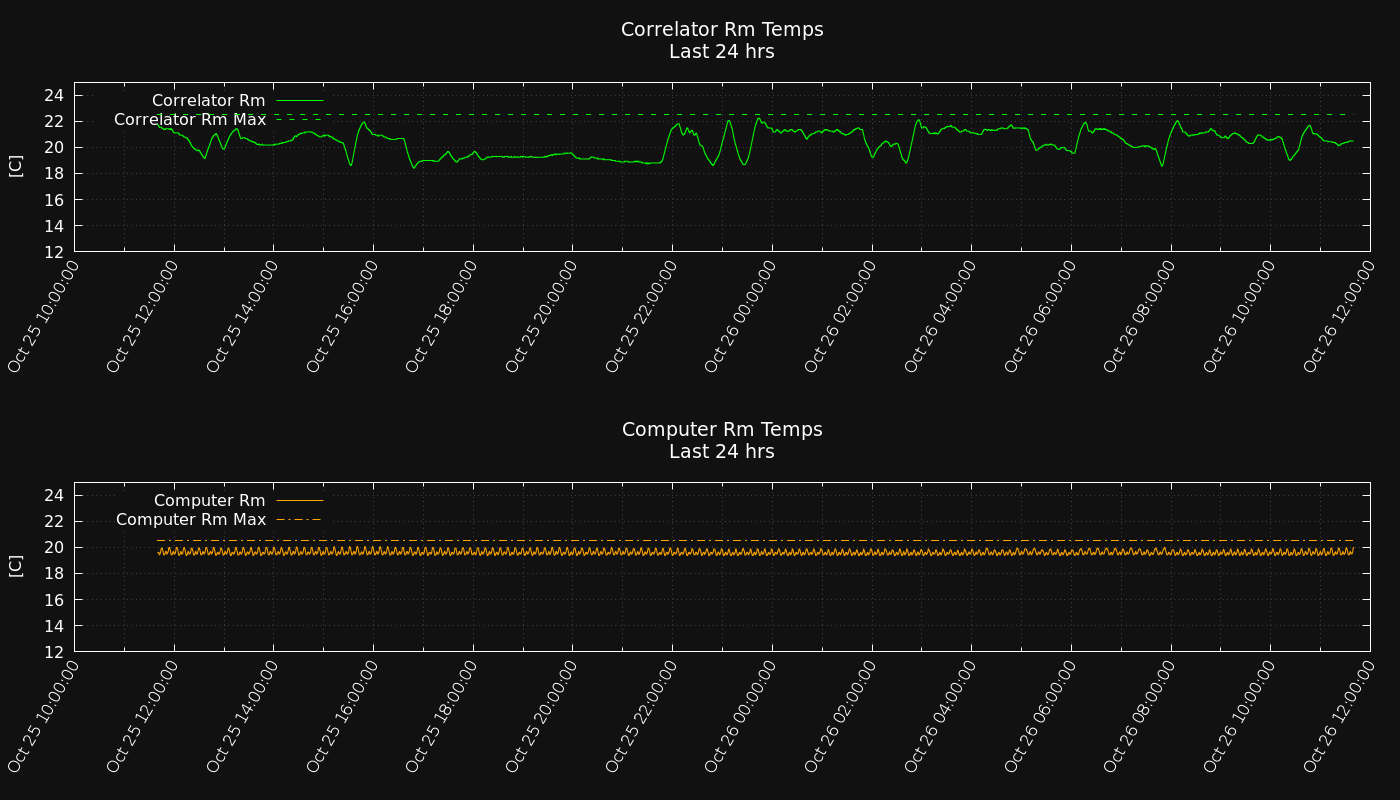 Correlator Rm Temps
Last 24 hrs
24
22
20
18
16
14
12
[C]
Correlator Rm
Correlator Rm Max
Oct 25 10:00:00
Oct 25 12:00:00
Oct 25 14:00:00
Oct 25 16:00:00
Oct 25 18:00:00
Oct 25 20:00:00
Oct 25 22:00:00
Oct 26 00:00:00
Oct 26 02:00:00
Oct 26 04:00:00
Oct 26 06:00:00
Oct 26 08:00:00
Oct 26 10:00:00
Oct 26 12:00:00
Computer Rm Temps
Last 24 hrs
24
22
20
18
16
14
12
[C]
Computer Rm
Computer Rm Max
Oct 25 10:00:00
Oct 25 12:00:00
Oct 25 14:00:00
Oct 25 16:00:00
Oct 25 18:00:00
Oct 25 20:00:00
Oct 25 22:00:00
Oct 26 00:00:00
Oct 26 02:00:00
Oct 26 04:00:00
Oct 26 06:00:00
Oct 26 08:00:00
Oct 26 10:00:00
Oct 26 12:00:00